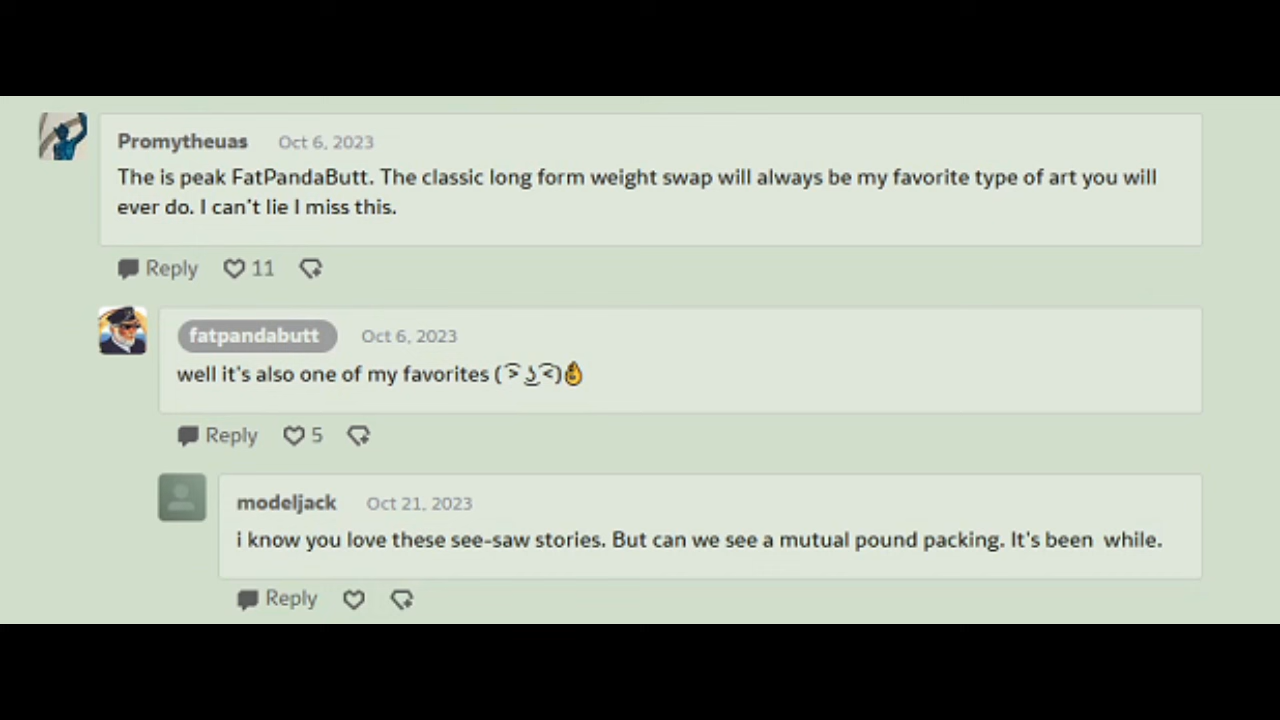 Promytheuas Oct 6, 2023
The is peak FatPandaButt. The classic long form weight swap will always be my favorite type of art you will
ever do. I can't lie I miss this.
Reply 11
fatpandabutt Oct 6, 2023
well it's also one of my favorites ( ͡> ͜ʖ ͡<)👌
Reply 5
modeljack Oct 21, 2023
i know you love these see-saw stories. But can we see a mutual pound packing. It's been while.
Reply